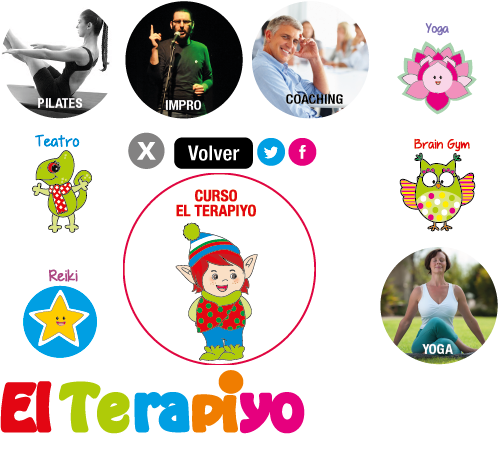 PILATES
IMPRO
COACHING
Yoga
Teatro
X
Volver
f
Brain Gym
CURSO
EL TERAPIYO
Reiki
YOGA
El Terapiyo